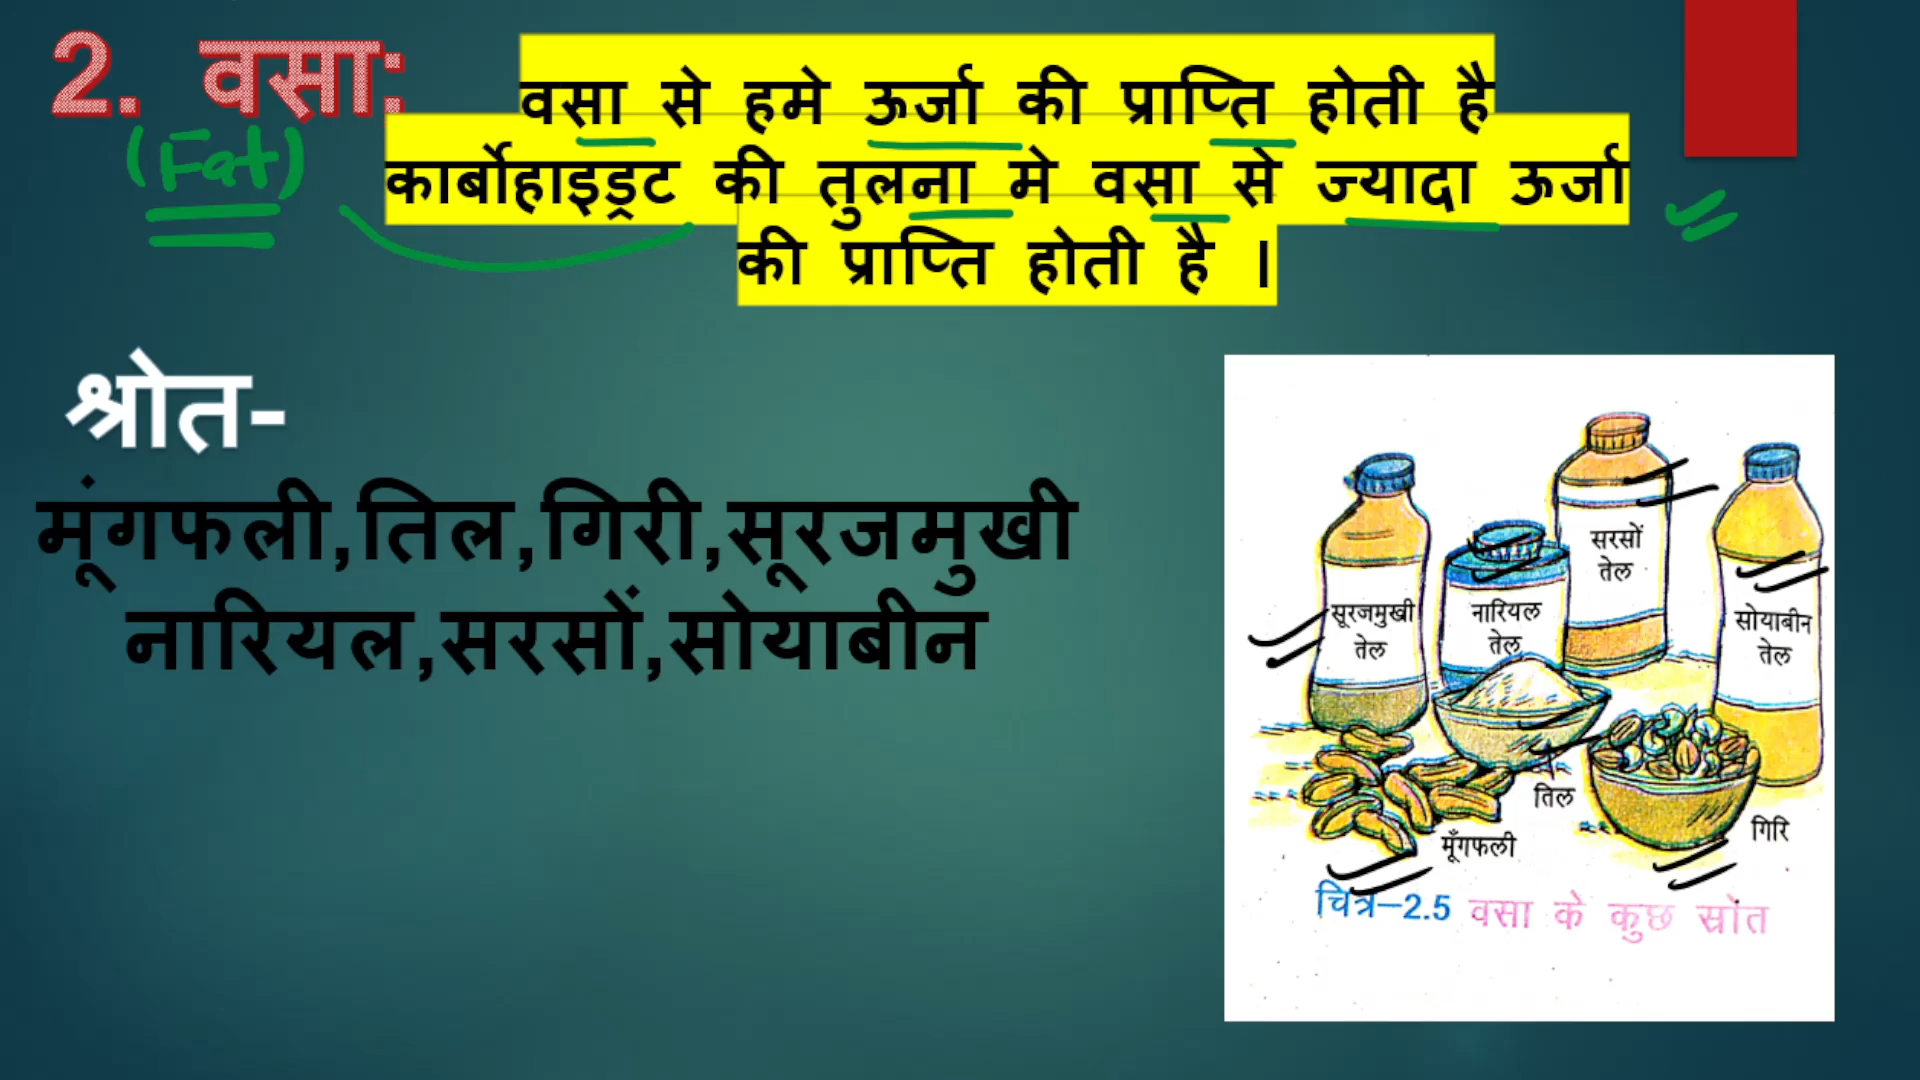 2. वसा:
(Fat)
वसा से हमे ऊर्जा की प्राप्ति होती है
कार्बोहाइड्रट की तुलना मे वसा से ज्यादा ऊर्जा
की प्राप्ति होती है ।
श्रोत-
मूंगफली,तिल,गिरी,सूरजमुखी
नारियल,सरसों,सोयाबीन
सरसों
तेल
सूरजमुखी
तेल
नारियल
तेल
सोयाबीन
तेल
तिल
मूँगफली
गिरि
चित्र–2.5 वसा के कुछ स्रोत